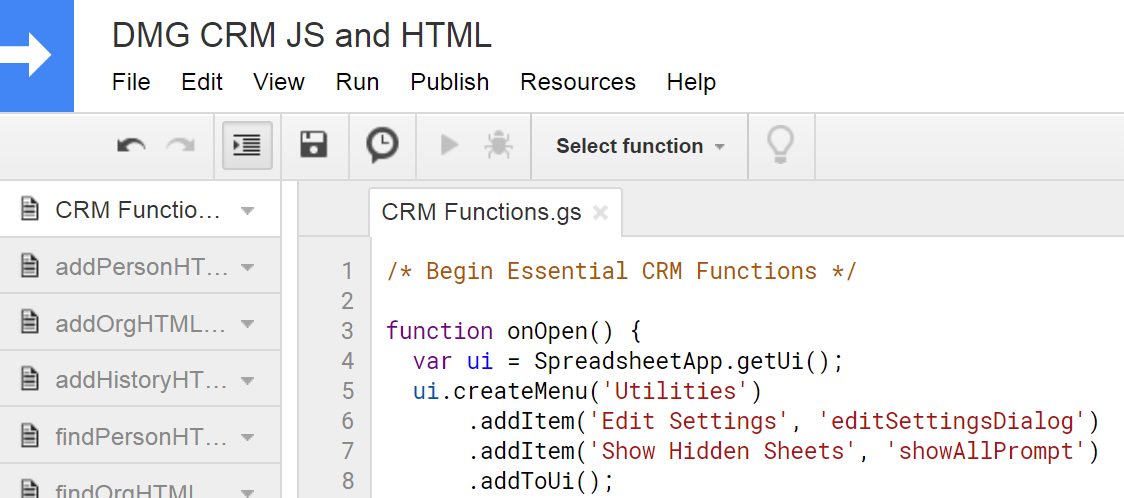 DMG CRM JS and HTML
File Edit View Run Publish Resources Help
Select function
CRM Functio...
addPersonHT...
addOrgHTML...
addHistoryHT...
findPersonHT...
findOrgHTML
CRM Functions.gs
1 /* Begin Essential CRM Functions */
2
3 function onOpen() {
4 var ui = SpreadsheetApp.getUi();
5 ui.createMenu('Utilities')
6 .addItem('Edit Settings', 'editSettingsDialog')
7 .addItem('Show Hidden Sheets', 'showAllPrompt')
8 .addToUi();